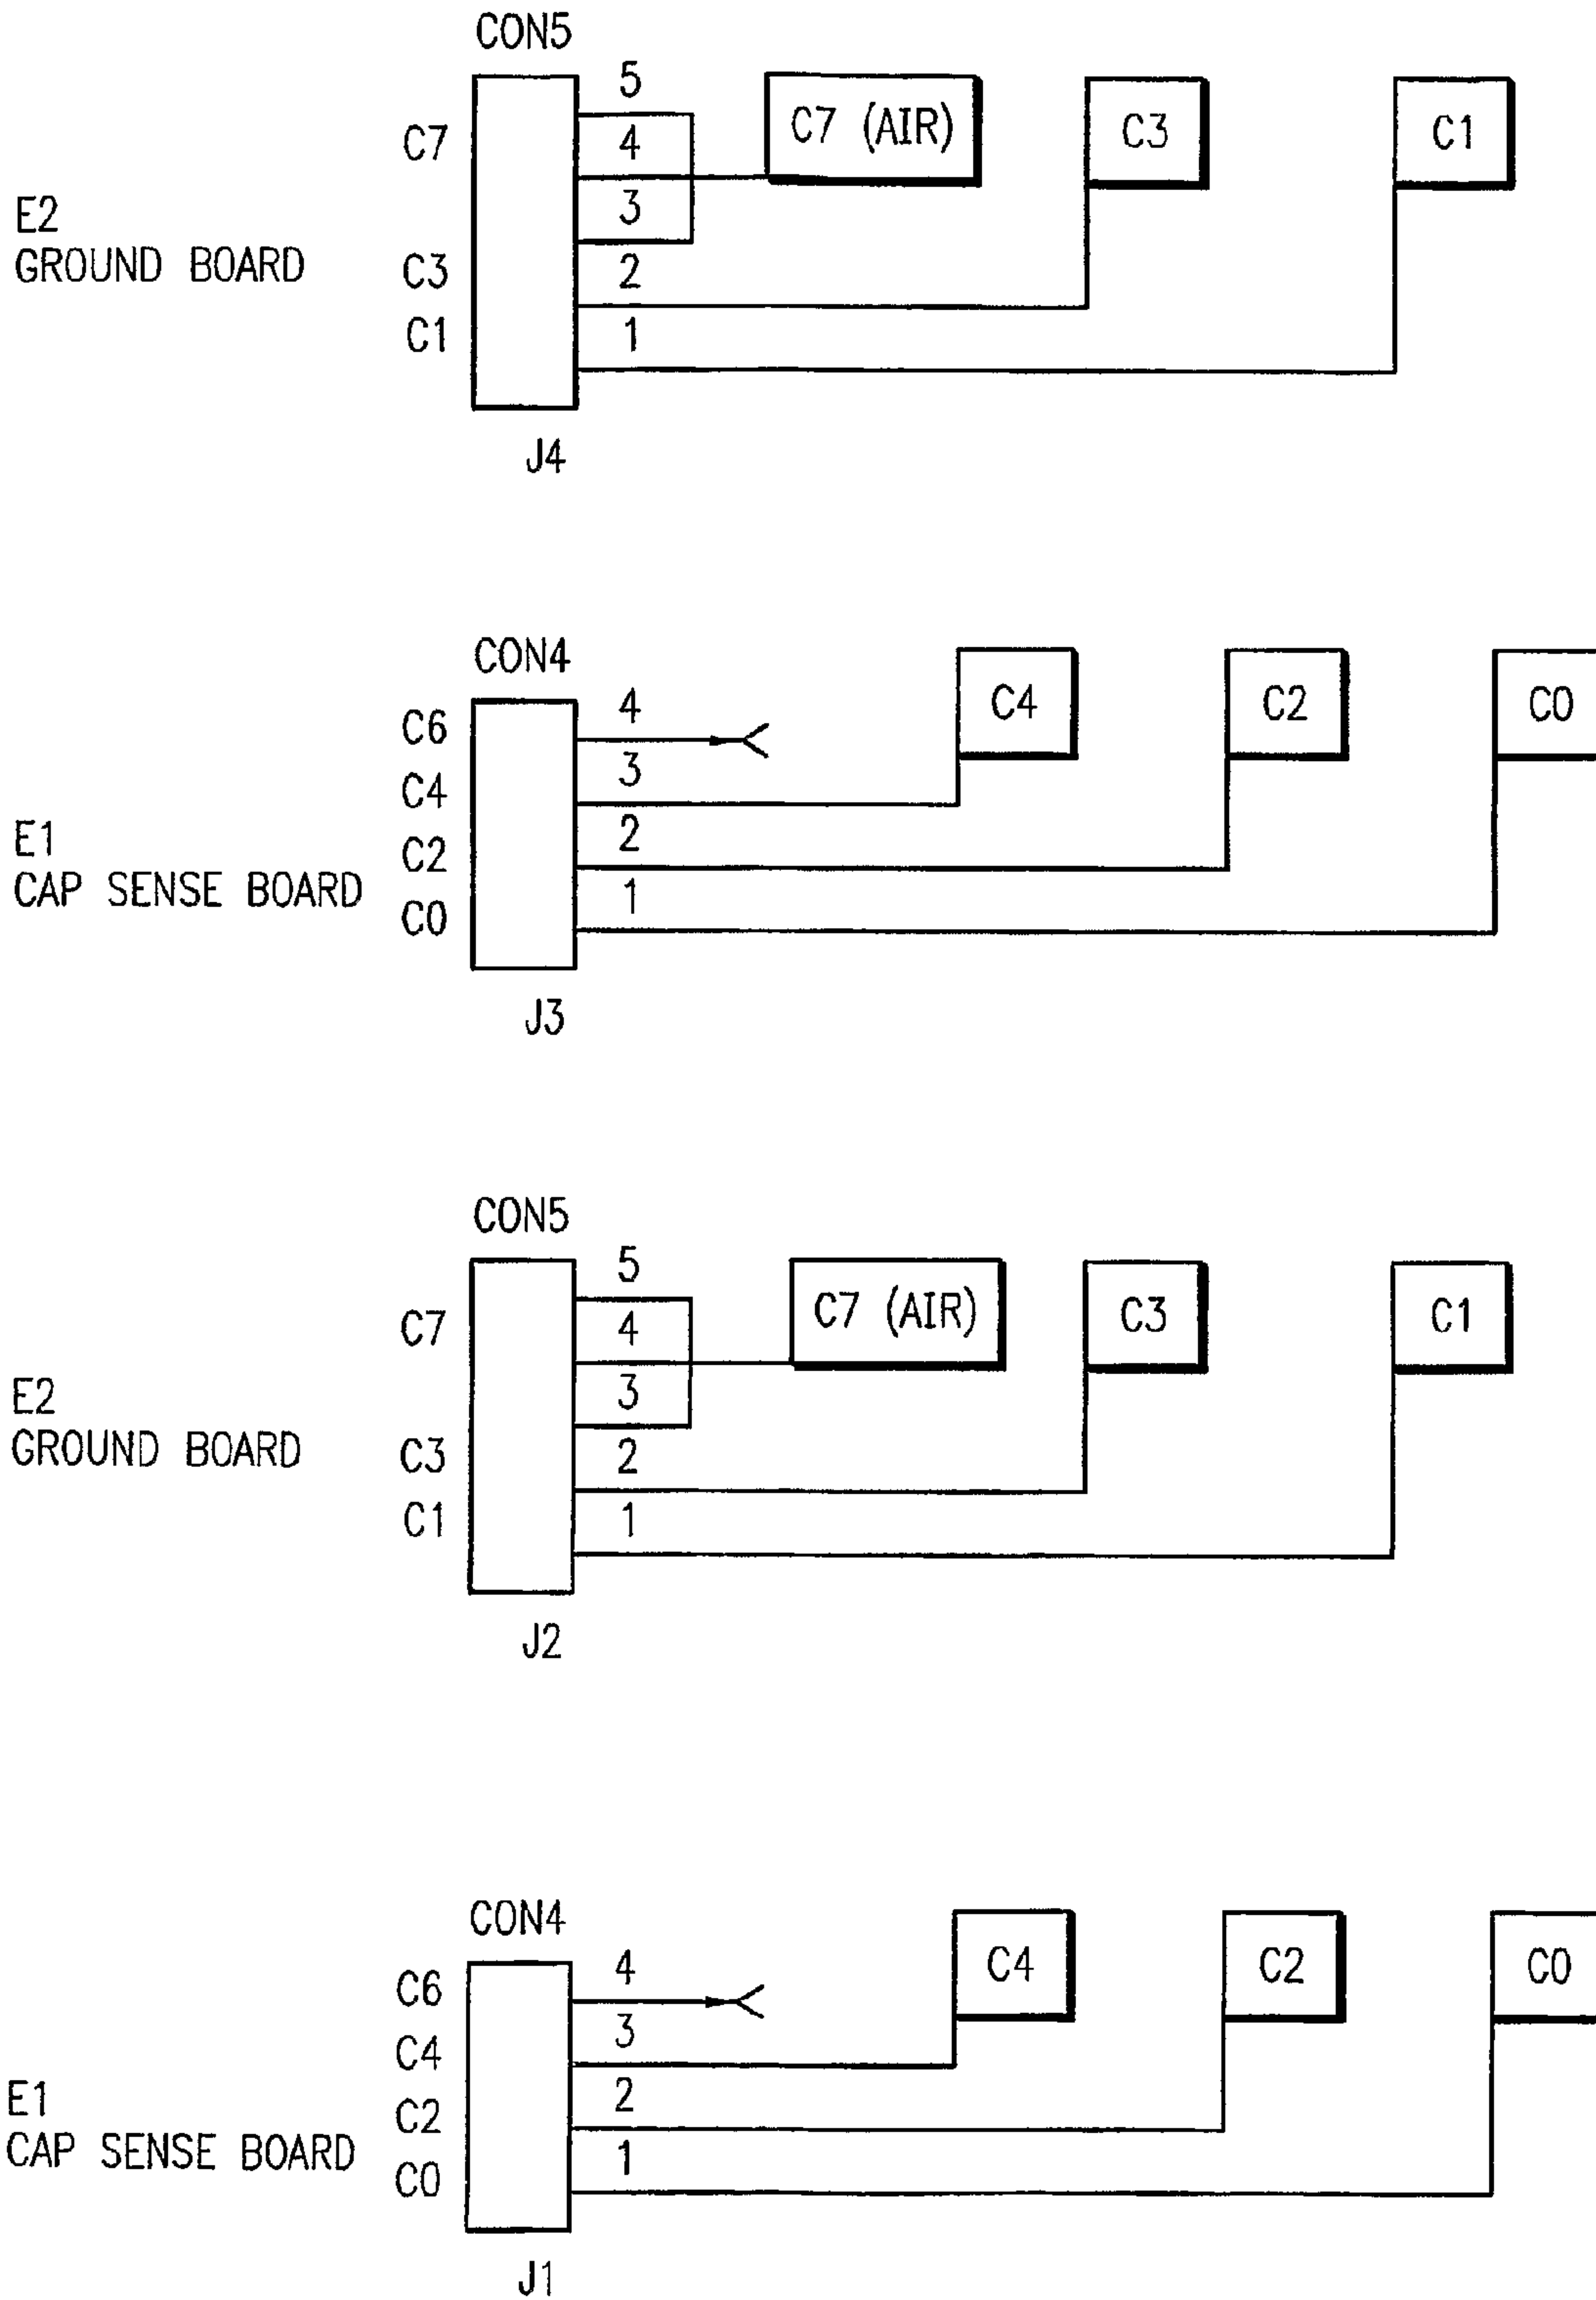 CON5
5
C7 (AIR)
C3
C1
C7
4
3
E2
GROUND BOARD
C3
2
C1
1
J4
CON4
4
C4
C2
C0
C6
3
C4
E1
CAP SENSE BOARD
2
C2
1
C0
J3
CON5
5
C7 (AIR)
C3
C1
C7
4
3
E2
GROUND BOARD
C3
2
C1
1
J2
CON4
4
C4
C2
C0
C6
3
C4
E1
CAP SENSE BOARD
2
C2
1
C0
J1